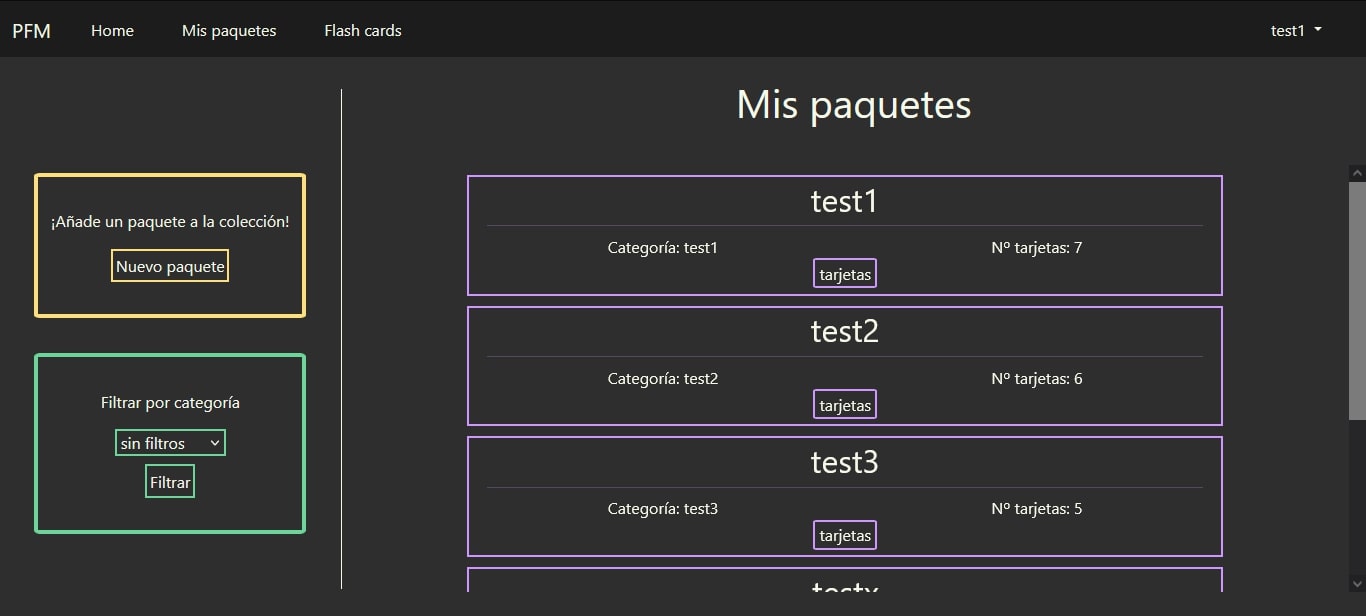 PFM Home Mis paquetes Flash cards test1
Mis paquetes
¡Añade un paquete a la colección!
Nuevo paquete
Filtrar por categoría
sin filtros
Filtrar
test1
Categoría: test1 Nº tarjetas: 7
tarjetas
test2
Categoría: test2 Nº tarjetas: 6
tarjetas
test3
Categoría: test3 Nº tarjetas: 5
tarjetas
testx